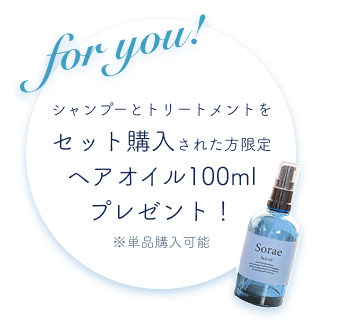 for you!
シャンプーとトリートメントを
セット購入された方限定
ヘアオイル100ml
プレゼント！
※単品購入可能
Sorae
hair oil